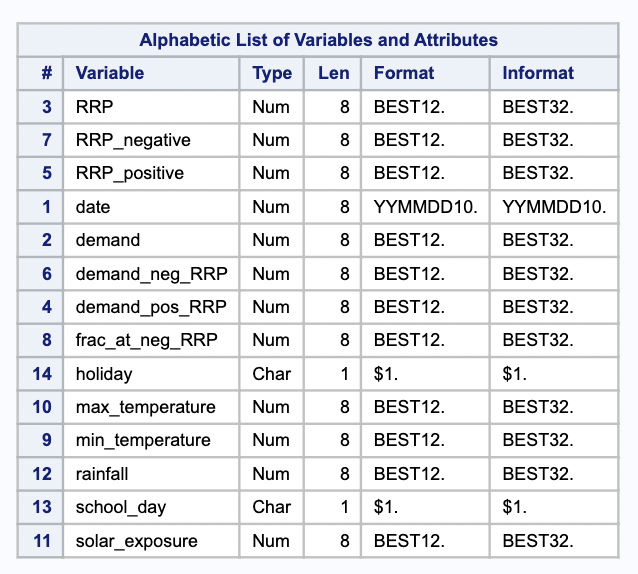 Alphabetic List of Variables and Attributes
# Variable Type Len Format Informat
3 RRP Num 8 BEST12. BEST32.
7 RRP_negative Num 8 BEST12. BEST32.
5 RRP_positive Num 8 BEST12. BEST32.
1 date Num 8 YYMMDD10. YYMMDD10.
2 demand Num 8 BEST12. BEST32.
6 demand_neg_RRP Num 8 BEST12. BEST32.
4 demand_pos_RRP Num 8 BEST12. BEST32.
8 frac_at_neg_RRP Num 8 BEST12. BEST32.
14 holiday Char 1 $1. $1.
10 max_temperature Num 8 BEST12. BEST32.
9 min_temperature Num 8 BEST12. BEST32.
12 rainfall Num 8 BEST12. BEST32.
13 school_day Char 1 $1. $1.
11 solar_exposure Num 8 BEST12. BEST32.